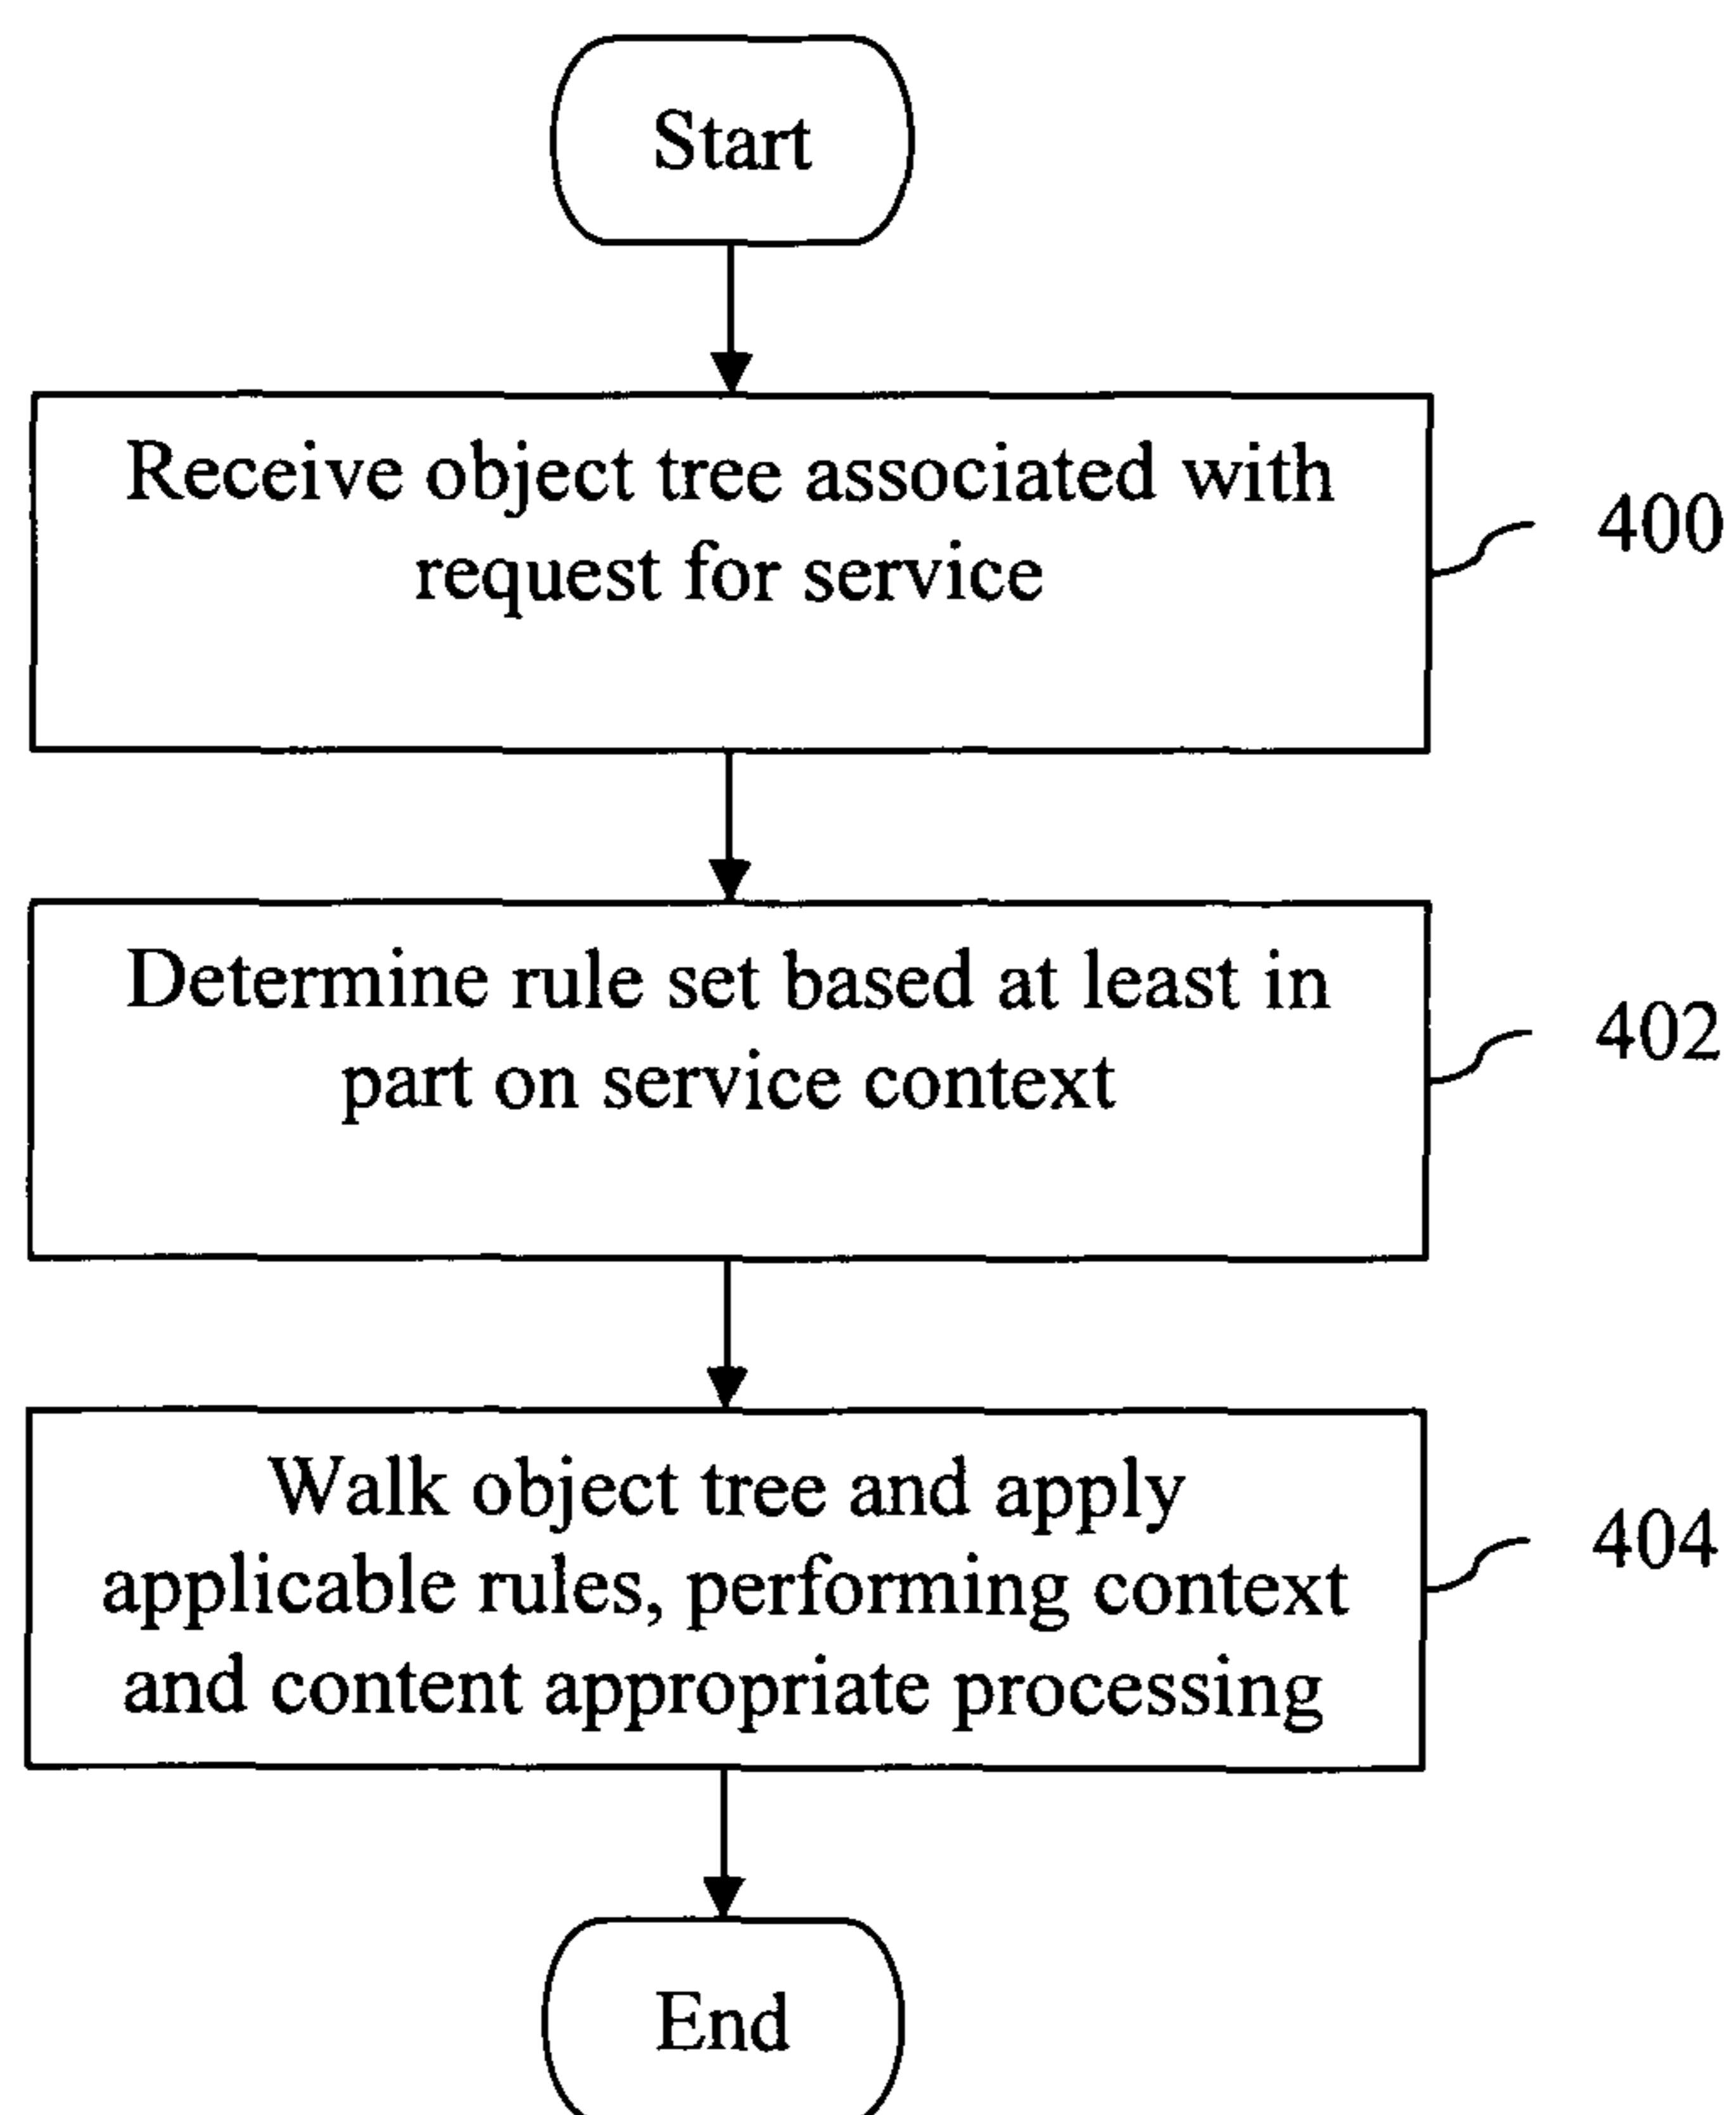 Start
Receive object tree associated with
request for service
400
Determine rule set based at least in
part on service context
402
Walk object tree and apply
applicable rules, performing context
and content appropriate processing
404
End